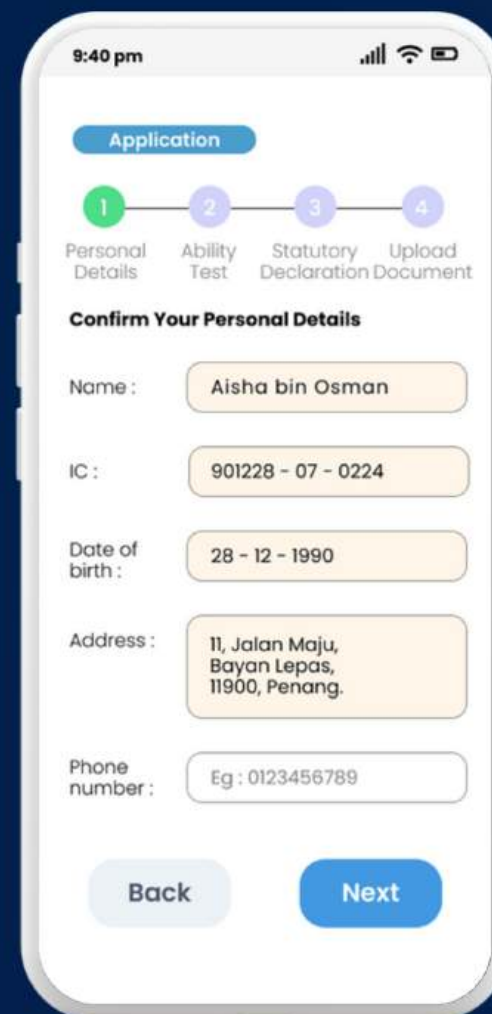 9:40 pm
Application
1 2 3 4
Personal Ability Statutory Upload
Details Test Declaration Document
Confirm Your Personal Details
Name : Aisha bin Osman
IC : 901228 - 07 - 0224
Date of
birth : 28 - 12 - 1990
Address : 11, Jalan Maju,
Bayan Lepas,
11900, Penang.
Phone
number : Eg : 0123456789
Back Next